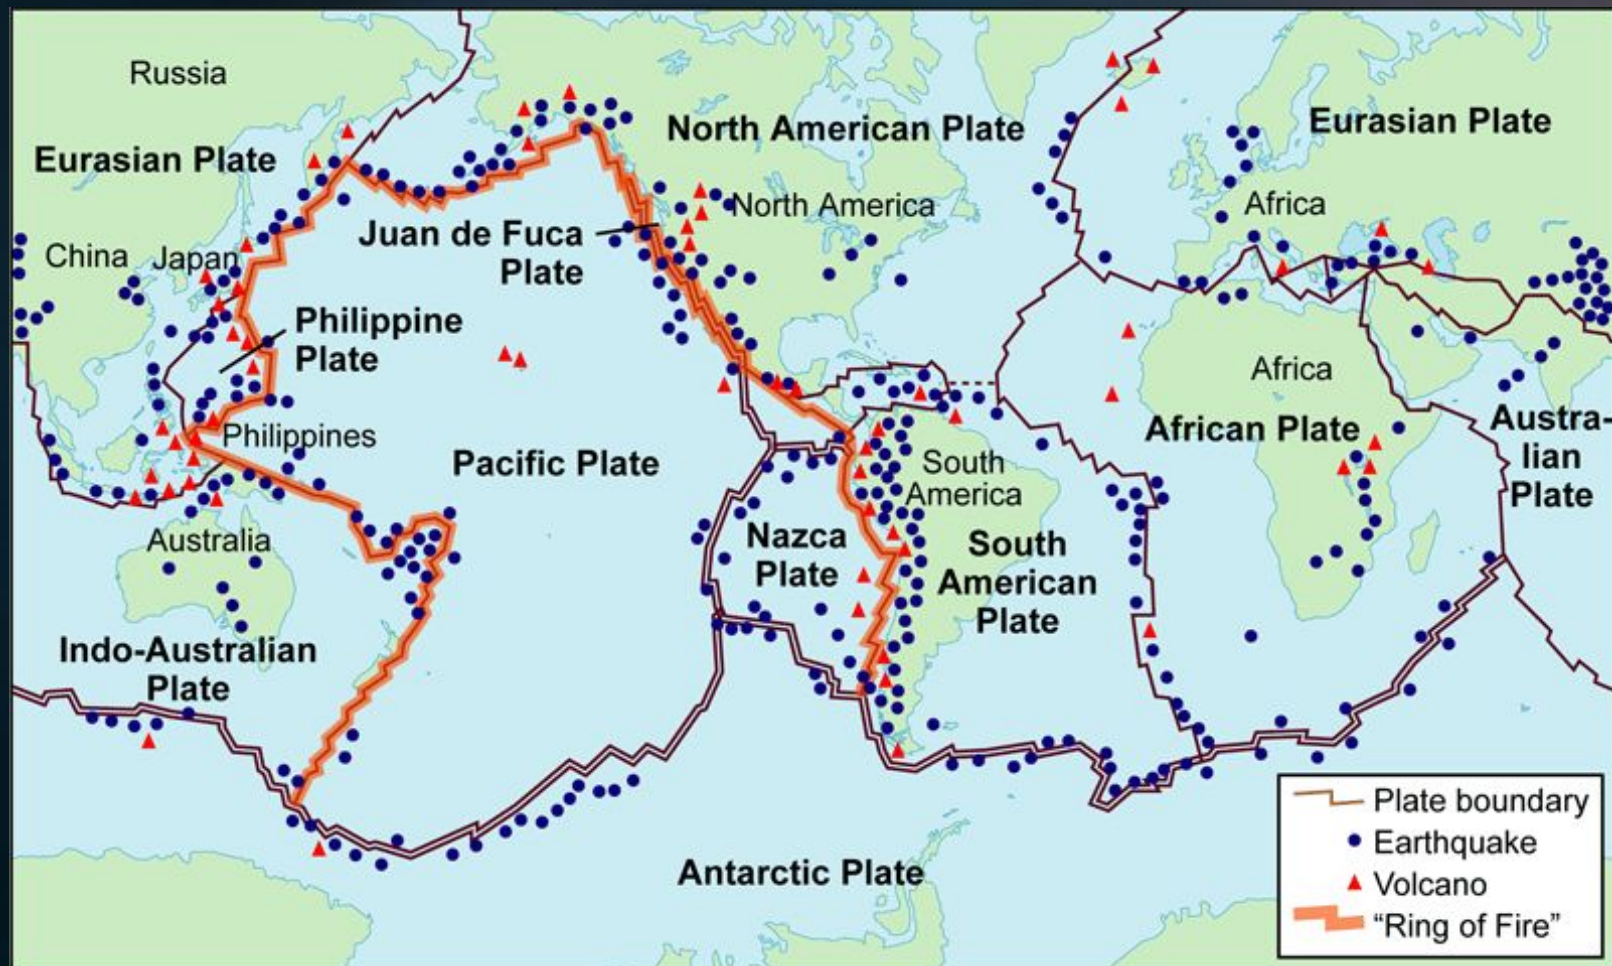 Russia
North American Plate
Eurasian Plate
Eurasian Plate
North America
Africa
Juan de Fuca
Plate
China
Japan
Philippine
Plate
Africa
African Plate
Austra-
lian
Plate
Philippines
Pacific Plate
South
America
Australia
Nazca
Plate
South
American
Plate
Indo-Australian
Plate
Antarctic Plate
Plate boundary
Earthquake
Volcano
“Ring of Fire”